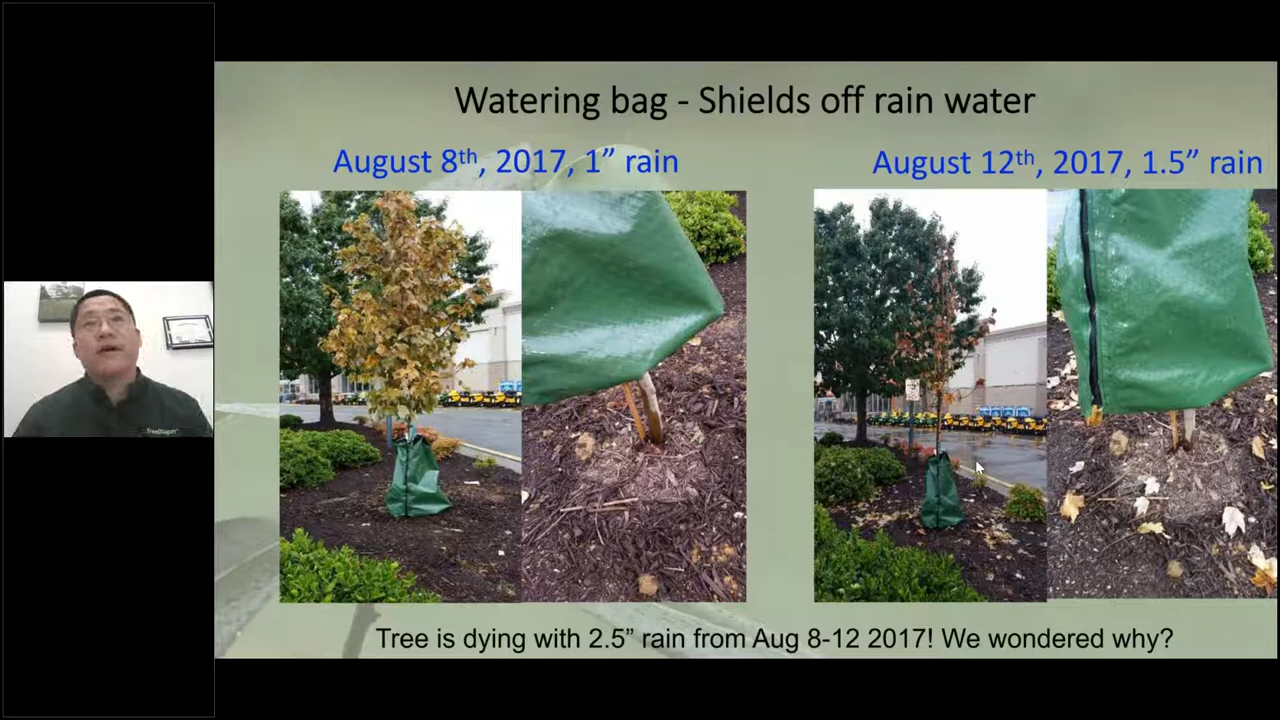 Watering bag - Shields off rain water
August 8th, 2017, 1” rain
August 12th, 2017, 1.5” rain
TreeDiaper
Tree is dying with 2.5” rain from Aug 8-12 2017! We wondered why?